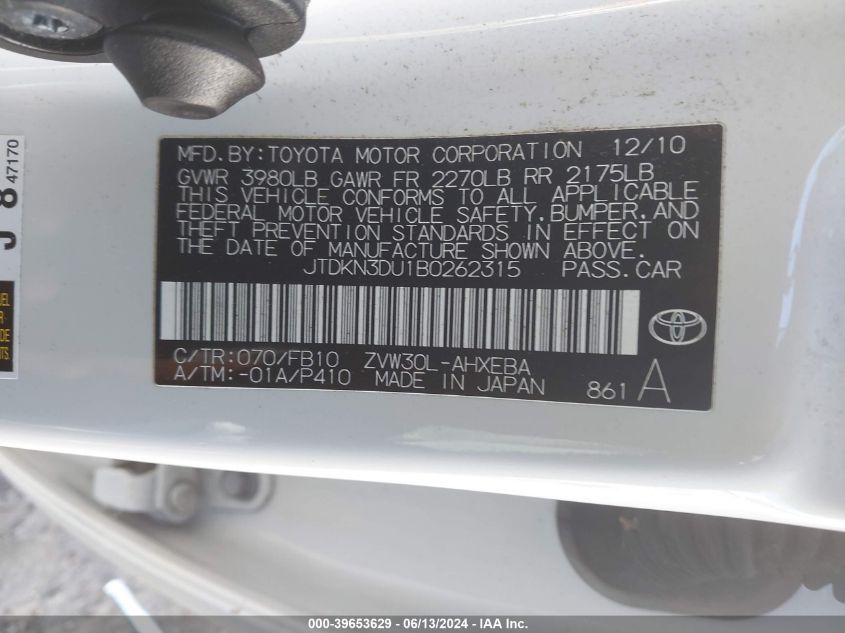 MFD.BY:TOYOTA MOTOR CORPORATION 12/10
GVWR 3980LB GAWR FR 2270LB RR 2175LB
THIS VEHICLE CONFORMS TO ALL APPLICABLE
FEDERAL MOTOR VEHICLE SAFETY.BUMPER.AND
THEFT PREVENTION STANDARDS IN EFFECT ON
THE DATE OF MANUFACTURE SHOWN ABOVE.
JTDKN3DU1B0262315 PASS.CAR
C/TR:070/FB10 ZVW30L-AHXEBA
A/TM:-01A/P410 MADE IN JAPAN 861 A
J 8 47170
000-39653629 - 06/13/2024 - IAA Inc.